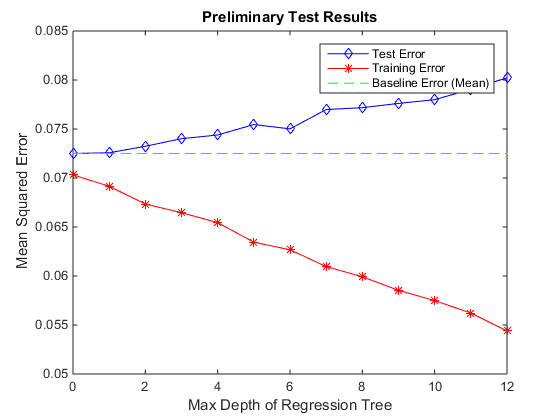 Preliminary Test Results
0.085
0.08
0.075
0.07
0.065
0.06
0.055
0.05
Mean Squared Error
Test Error
Training Error
Baseline Error (Mean)
0 2 4 6 8 10 12
Max Depth of Regression Tree